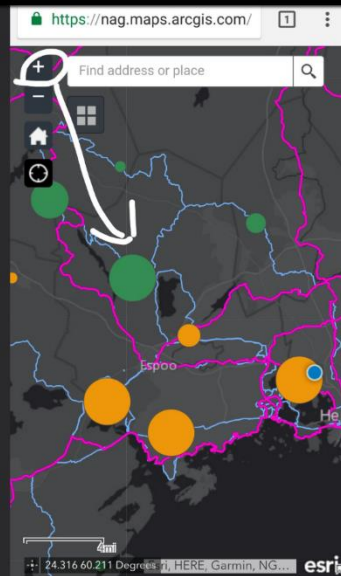 https://nag.maps.arcgis.com/
1
+
Find address or place
−
Espoo
He
4mi
24.316 60.211 Degrees
ri, HERE, Garmin, NG...
esri